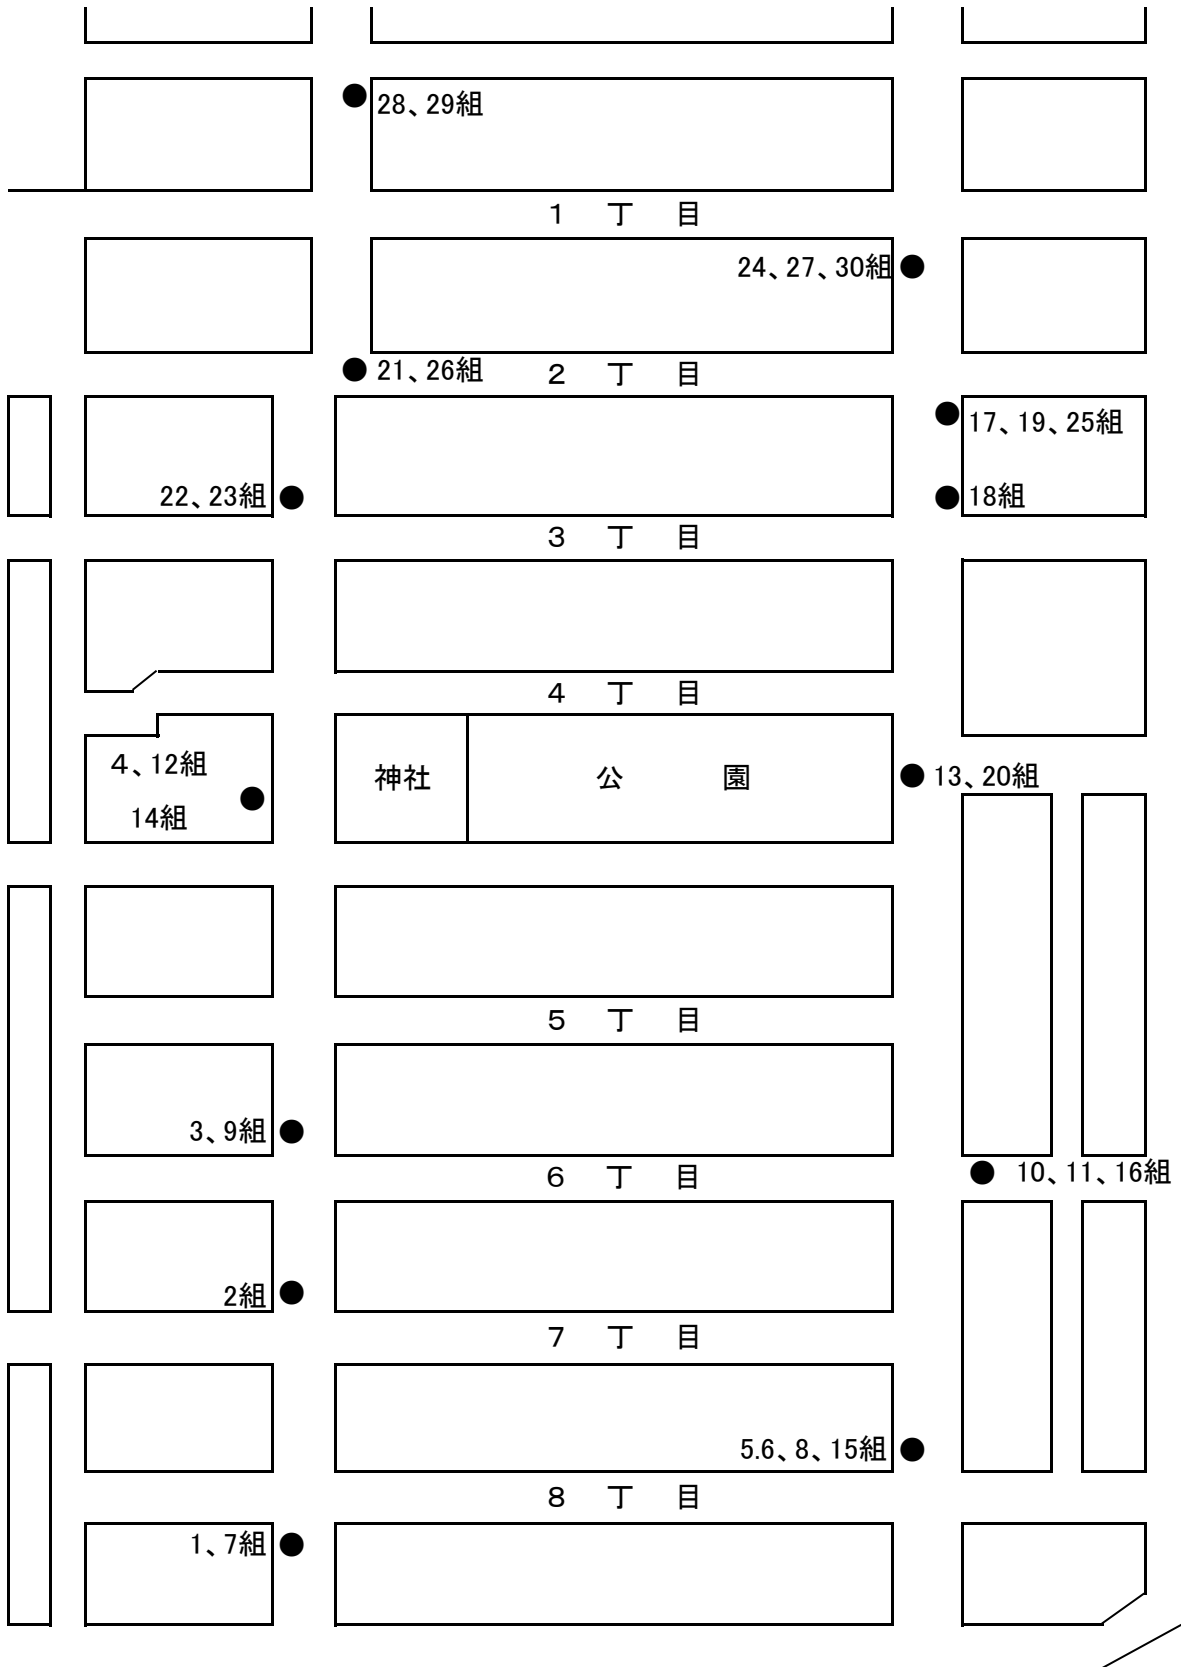 28、29組
１　丁　目
24、27、30組
21、26組
２　丁　目
17、19、25組
22、23組
18組
３　丁　目
４　丁　目
４、12組
神社
公　園
13、20組
14組
５　丁　目
3、9組
６　丁　目
10、11、16組
2組
７　丁　目
5.6、8、15組
８　丁　目
1、7組